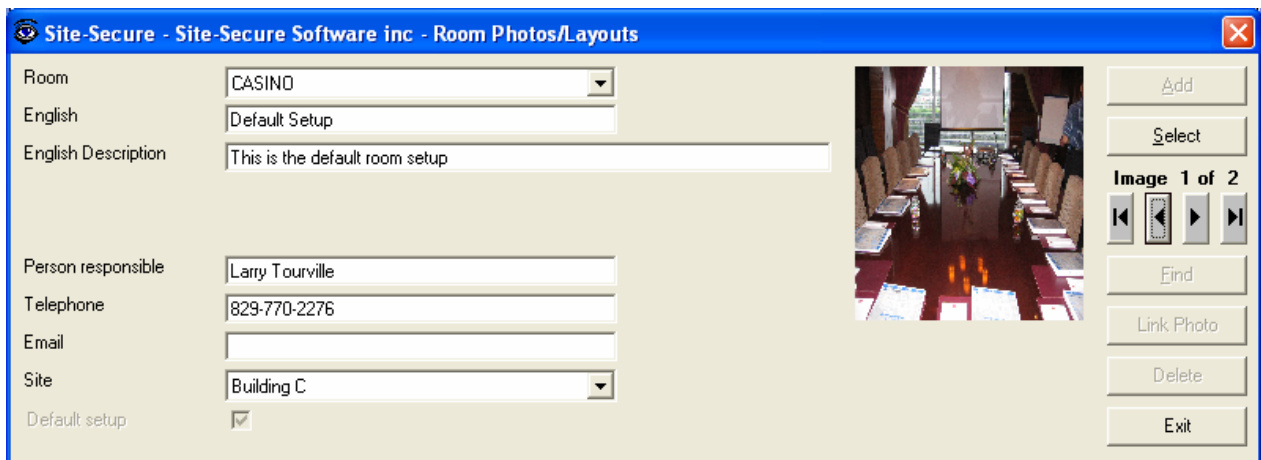 Site-Secure - Site-Secure Software inc - Room Photos/Layouts
Room CASINO
English Default Setup
English Description This is the default room setup
Person responsible Larry Tourville
Telephone 829-770-2276
Email
Site Building C
Default setup
Add
Select
Image 1 of 2
Find
Link Photo
Delete
Exit